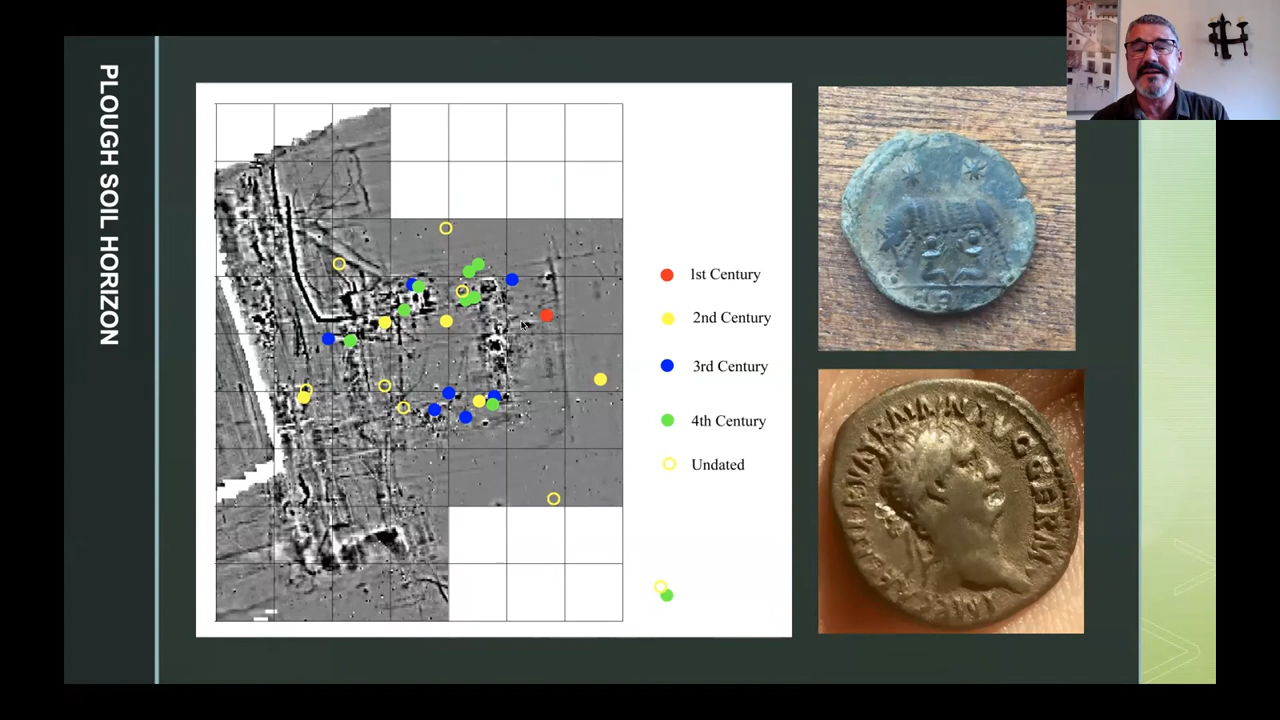 PLOUGH SOIL HORIZON
1st Century
2nd Century
3rd Century
4th Century
Undated